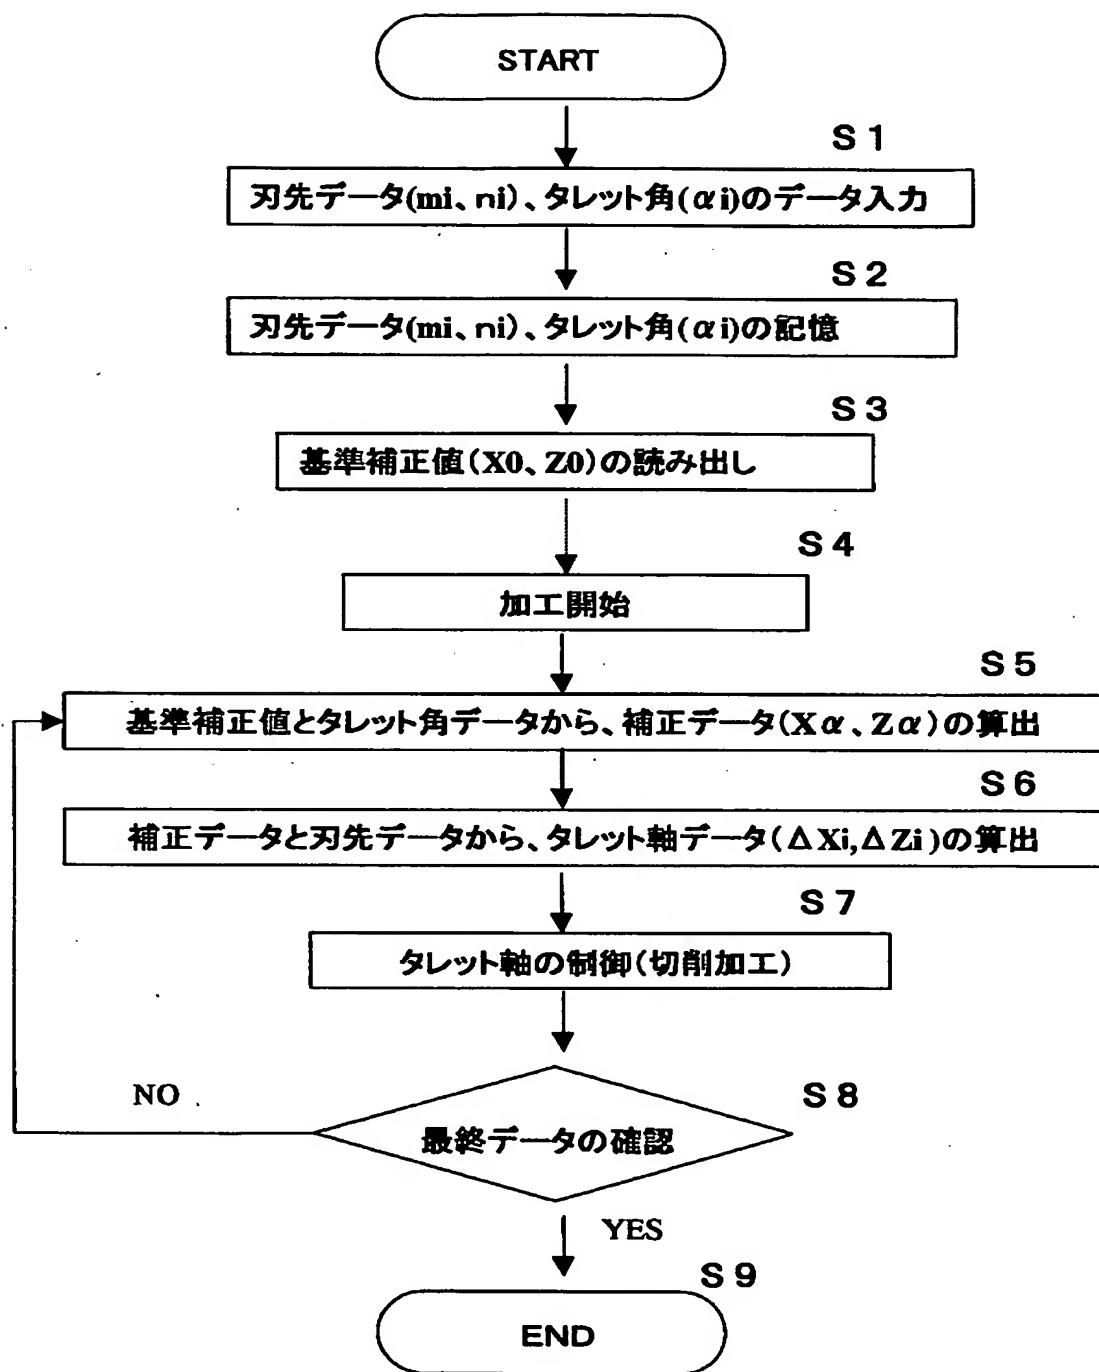 START
S 1
刃先データ(mi、ni)、タレット角(αi)のデータ入力
S 2
刃先データ(mi、ni)、タレット角(αi)の記憶
S 3
基準補正値(X0、Z0)の読み出し
S 4
加工開始
S 5
基準補正値とタレット角データから、補正データ(Xα、Zα)の算出
S 6
補正データと刃先データから、タレット軸データ(ΔXi,ΔZi)の算出
S 7
タレット軸の制御(切削加工)
S 8
NO
最終データの確認
YES
S 9
END